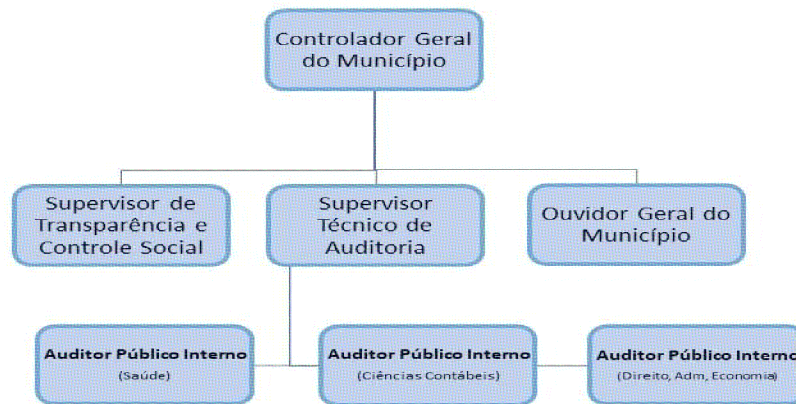 Controlador Geral
do Município
Supervisor de
Transparência e
Controle Social
Supervisor
Técnico de
Auditoria
Ouvidor Geral do
Município
Auditor Público Interno
(Saúde)
Auditor Público Interno
(Ciências Contábeis)
Auditor Público Interno
(Direito, Adm, Economia)